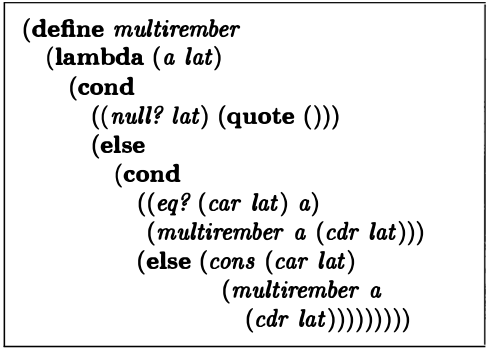 (define multirember
(lambda (a lat)
(cond
((null? lat) (quote ()))
(else
(cond
((eq? (car lat) a)
(multirember a (cdr lat)))
(else (cons (car lat)
(multirember a
(cdr lat)))))))))